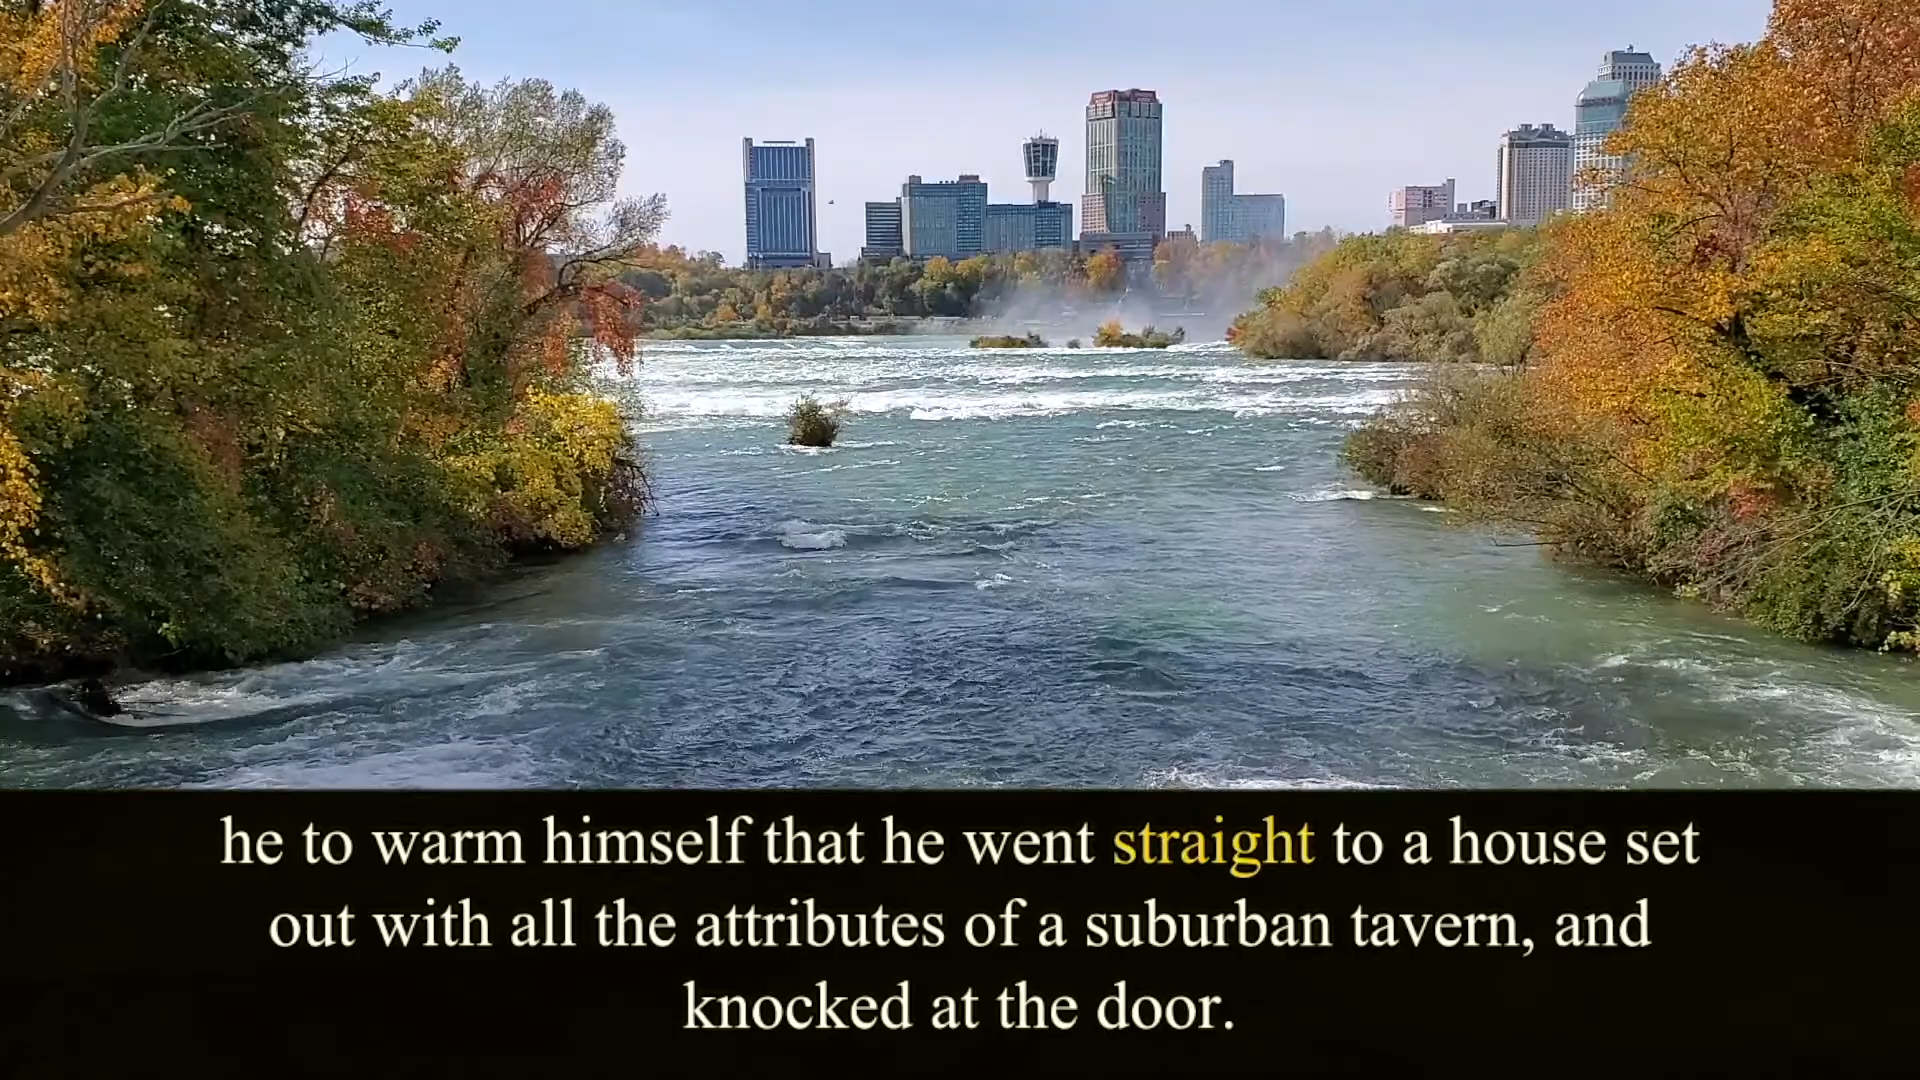 he to warm himself that he went straight to a house set
out with all the attributes of a suburban tavern, and
knocked at the door.